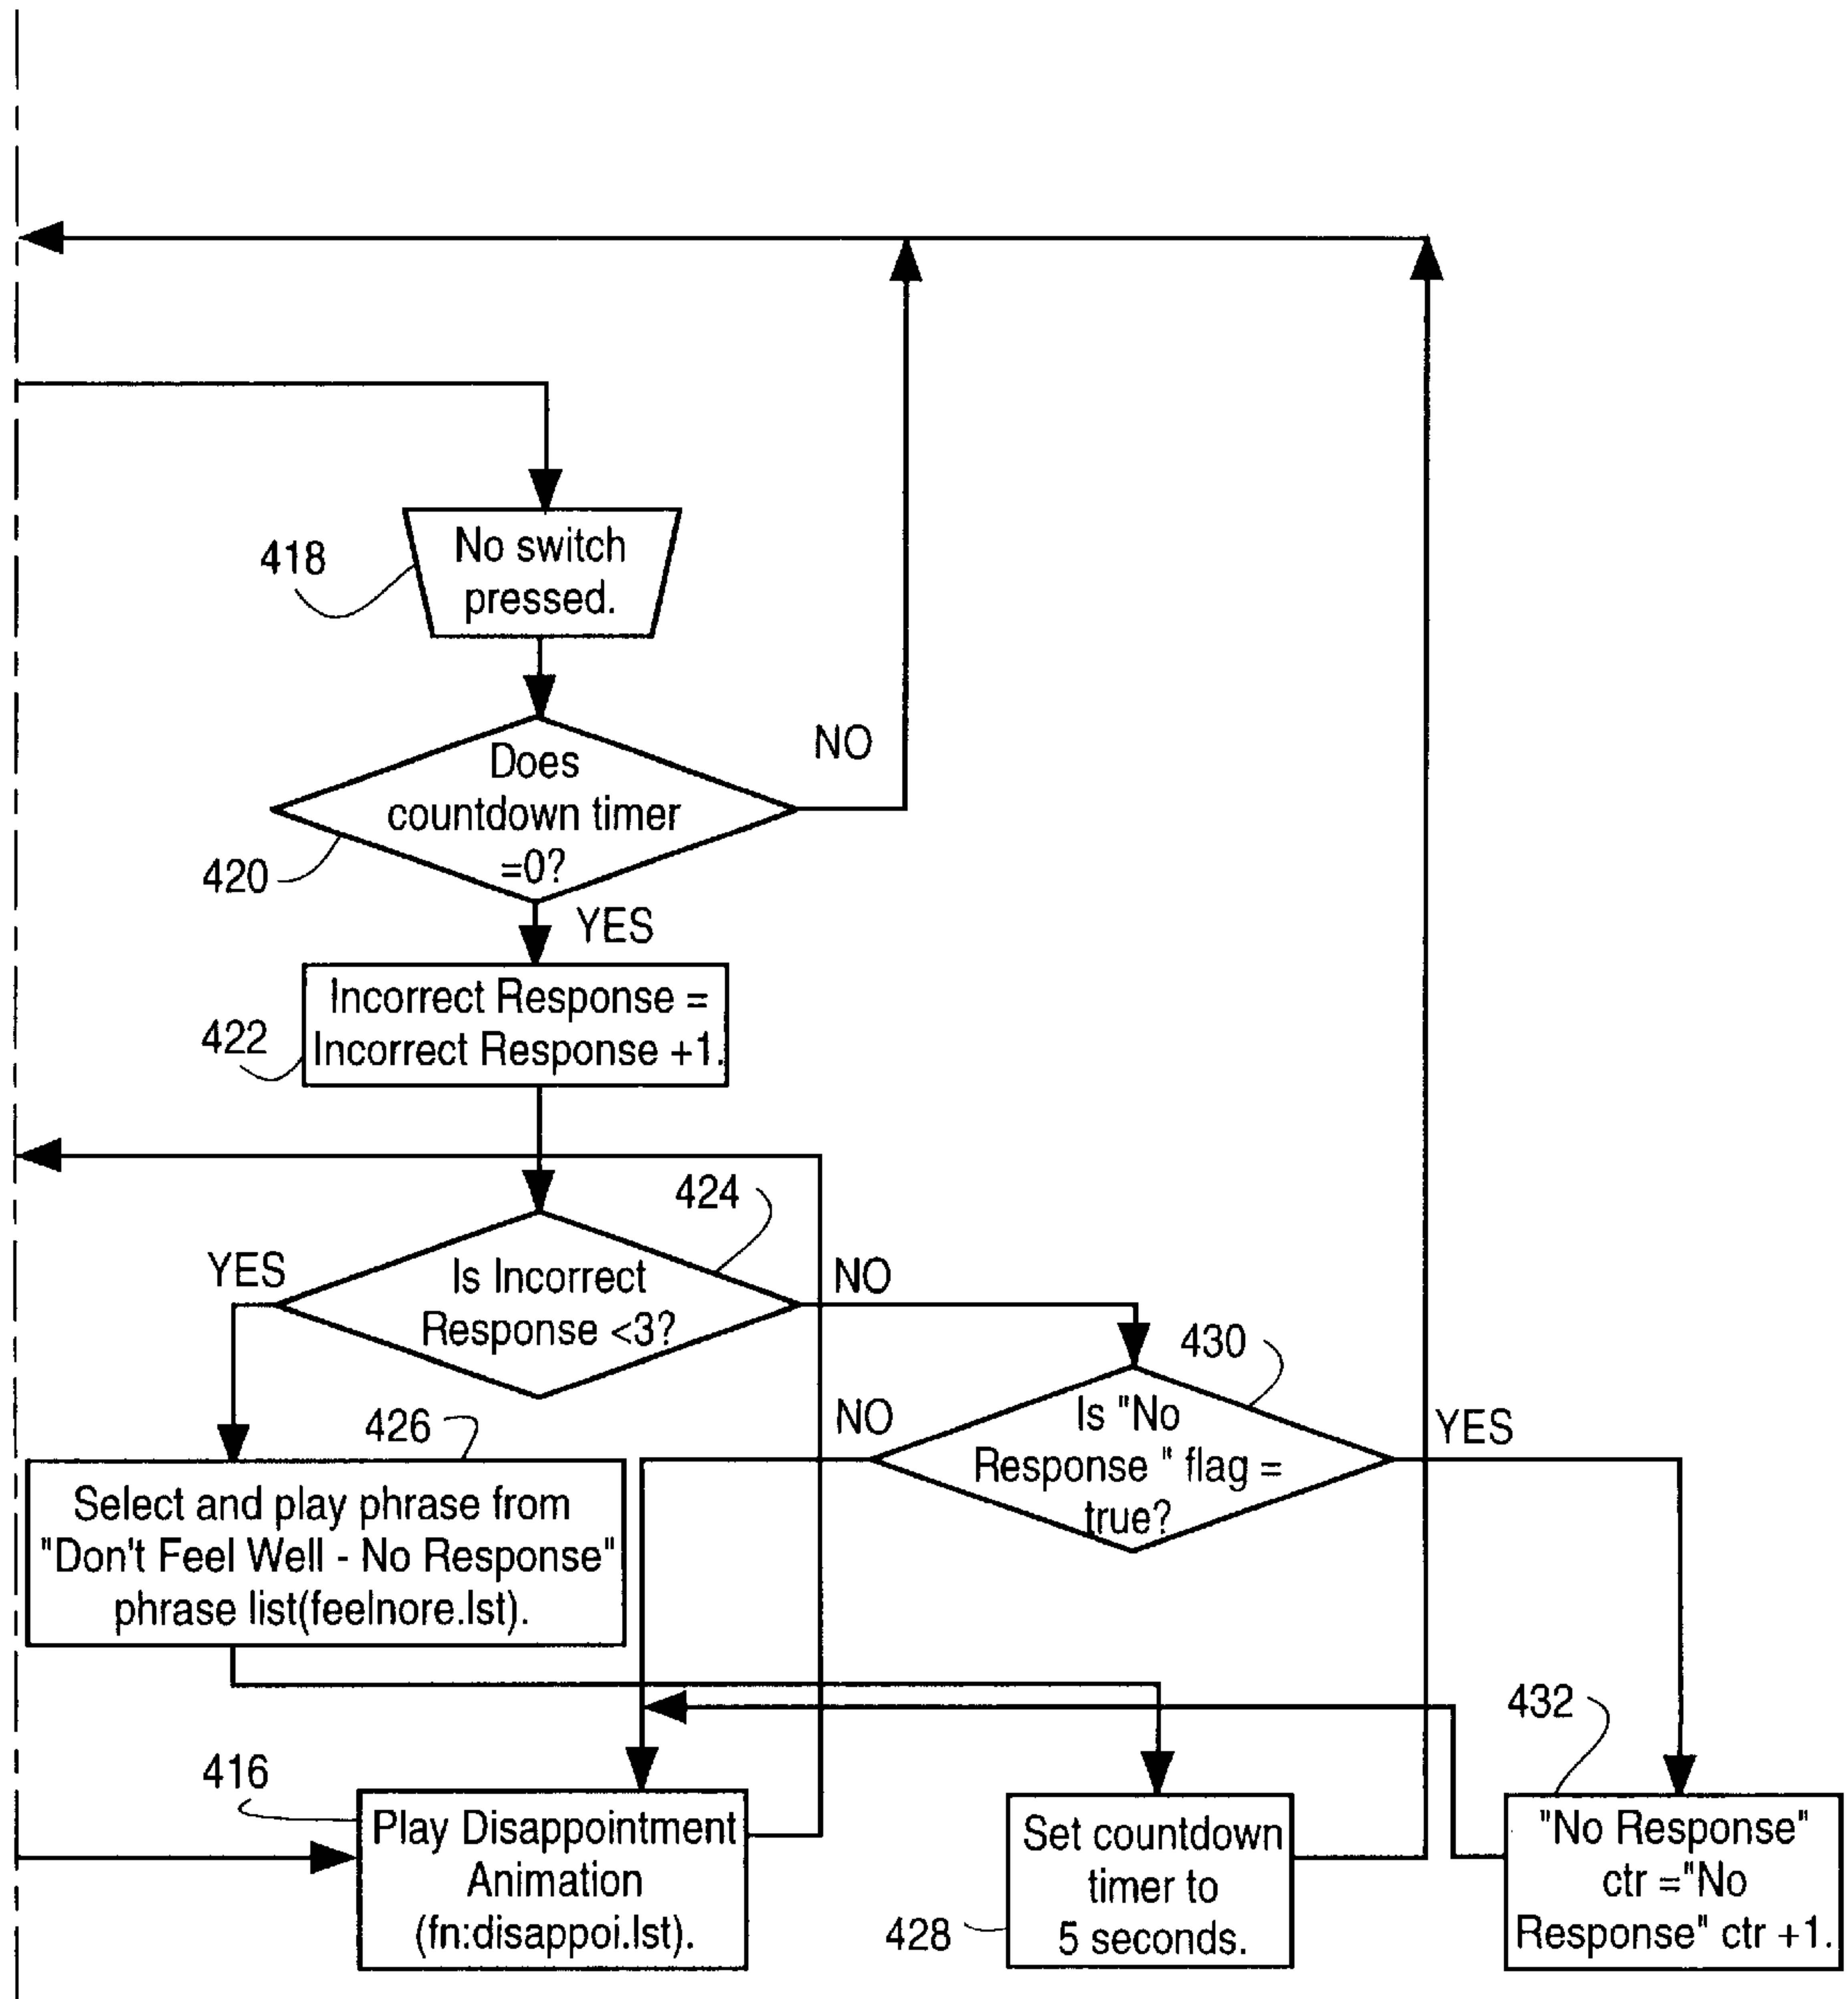 418
No switch
pressed.
NO
Does
countdown timer
=0?
420
YES
Incorrect Response =
Incorrect Response +1.
422
424
YES
Is Incorrect
Response <3?
NO
430
NO
Is "No
Response " flag =
true?
YES
426
Select and play phrase from
"Don't Feel Well - No Response"
phrase list(feelnore.lst).
432
416
Play Disappointment
Animation
(fn:disappoi.lst).
Set countdown
timer to
5 seconds.
428
"No Response"
ctr ="No
Response" ctr +1.